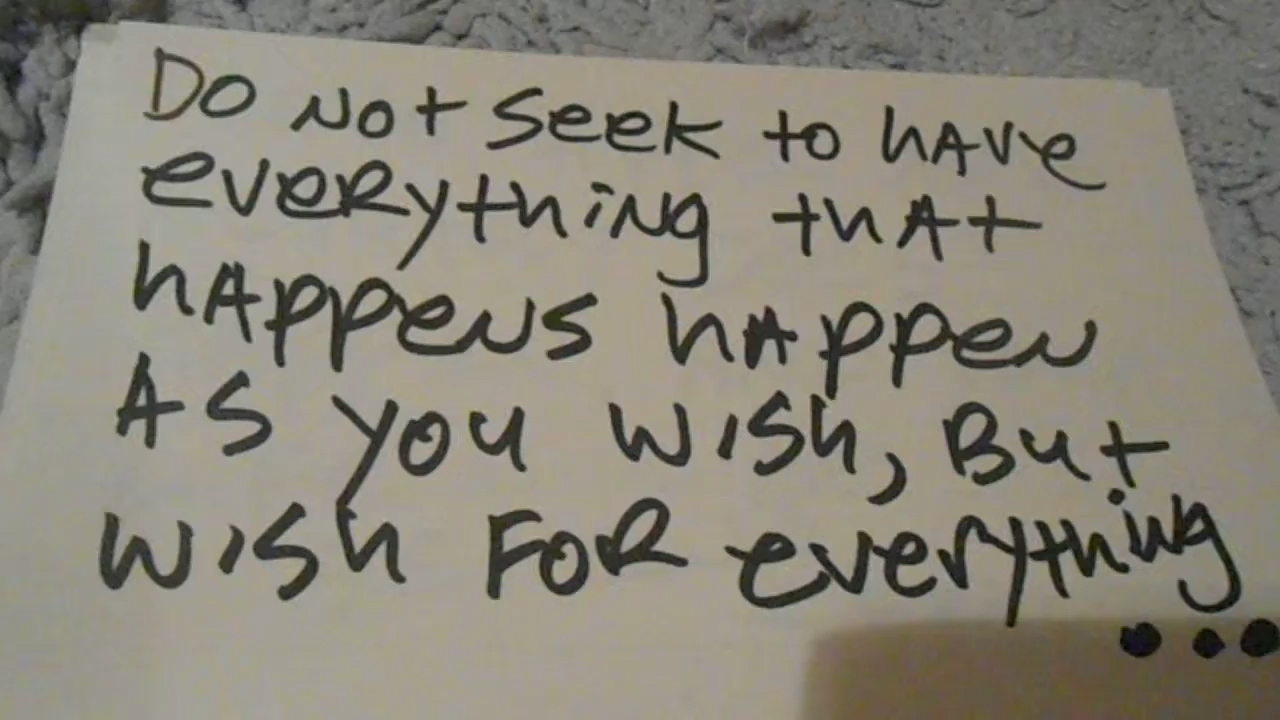 Do Not seek to have
everything that
happens happen
As you wish, But
wish FOR everything
...